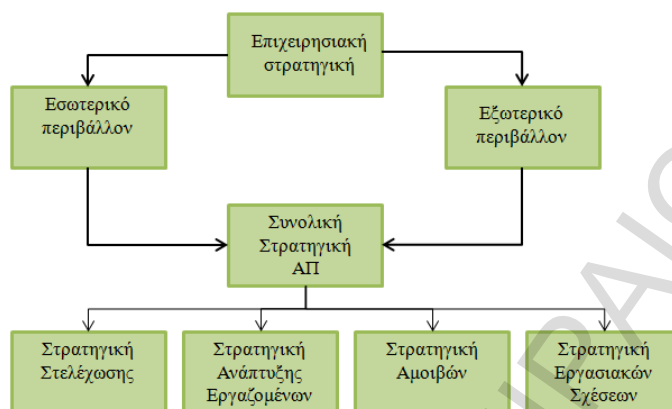 Επιχειρησιακή
στρατηγική
Εσωτερικό
περιβάλλον
Εξωτερικό
περιβάλλον
Συνολική
Στρατηγική
ΑΠ
Στρατηγική
Στελέχωσης
Στρατηγική
Ανάπτυξης
Εργαζομένων
Στρατηγική
Αμοιβών
Στρατηγική
Εργασιακών
Σχέσεων